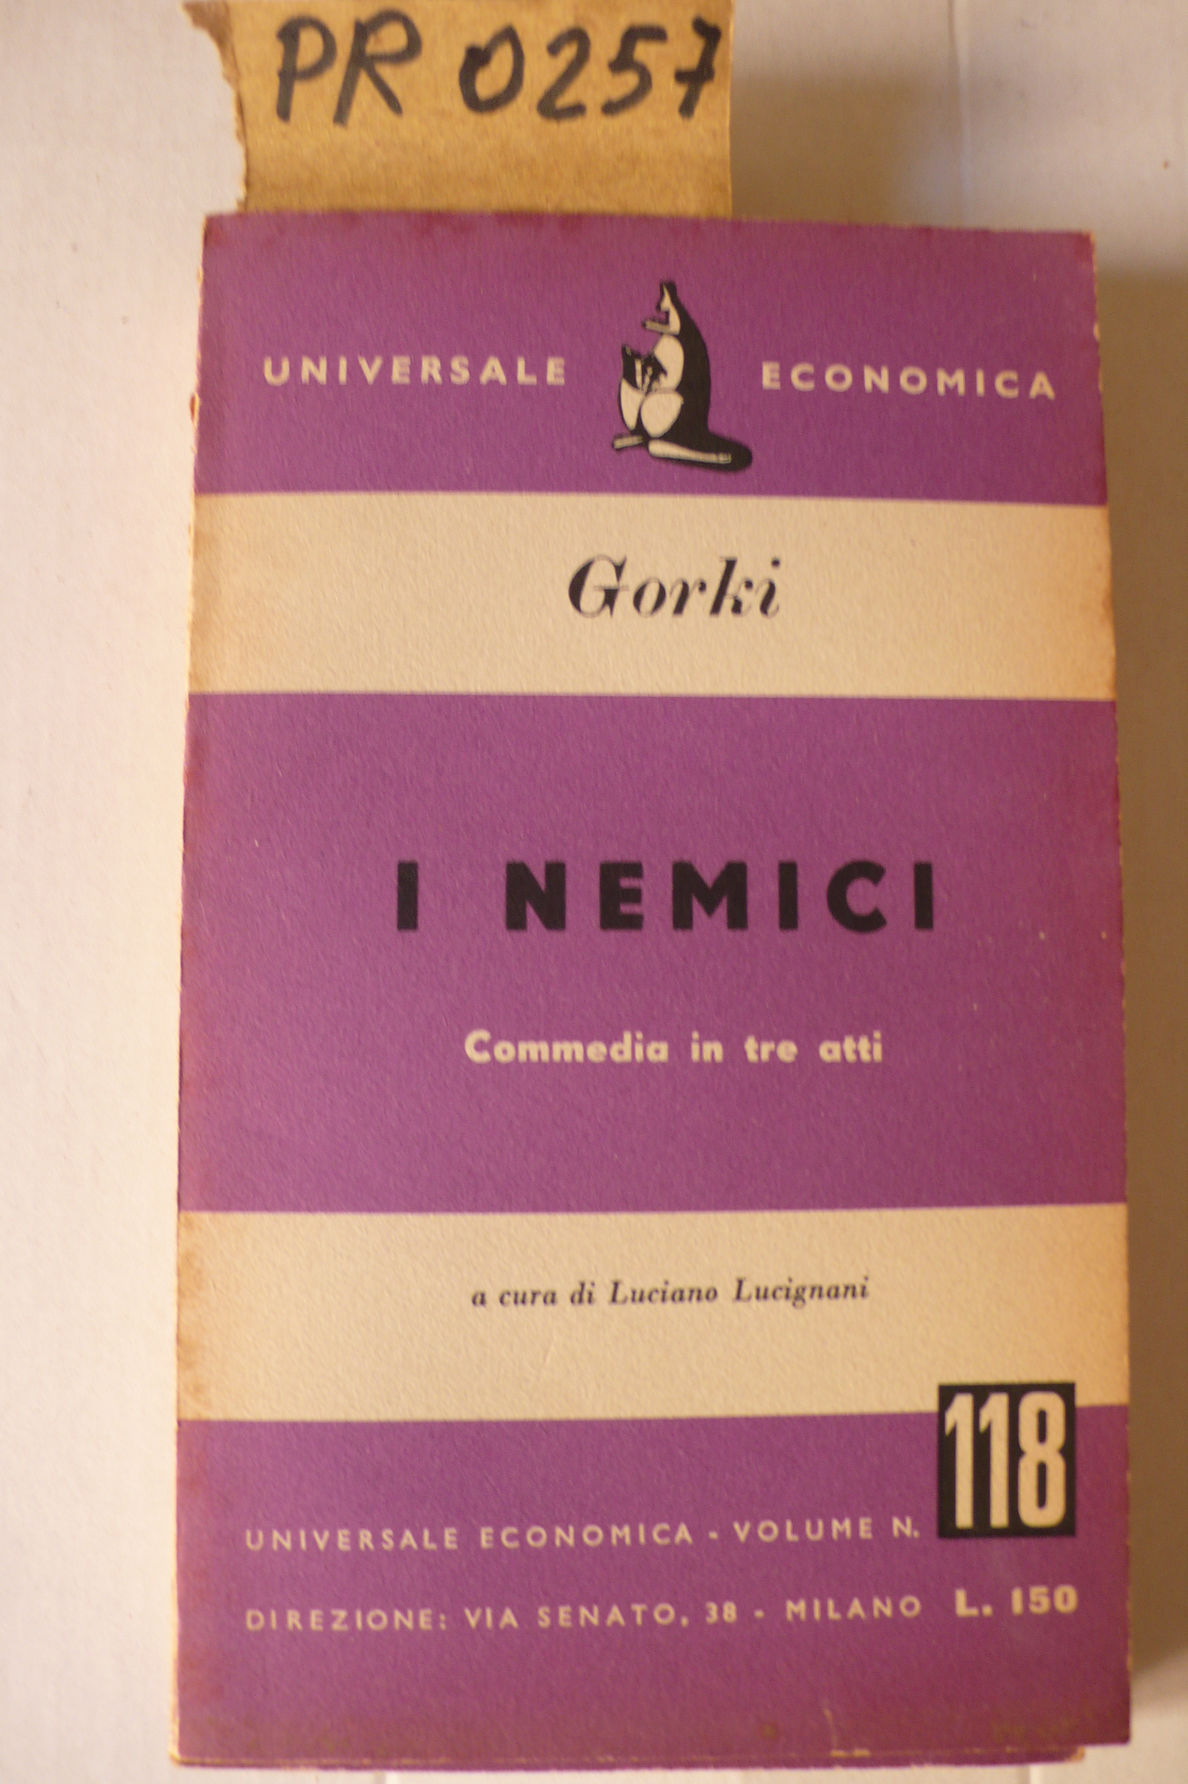 PR 0257
UNIVERSALE ECONOMICA
Gorki
I NEMICI
Commedia in tre atti
a cura di Luciano Lucignani
118
UNIVERSALE ECONOMICA - VOLUME N.
DIREZIONE: VIA SENATO, 38 - MILANO L. 150